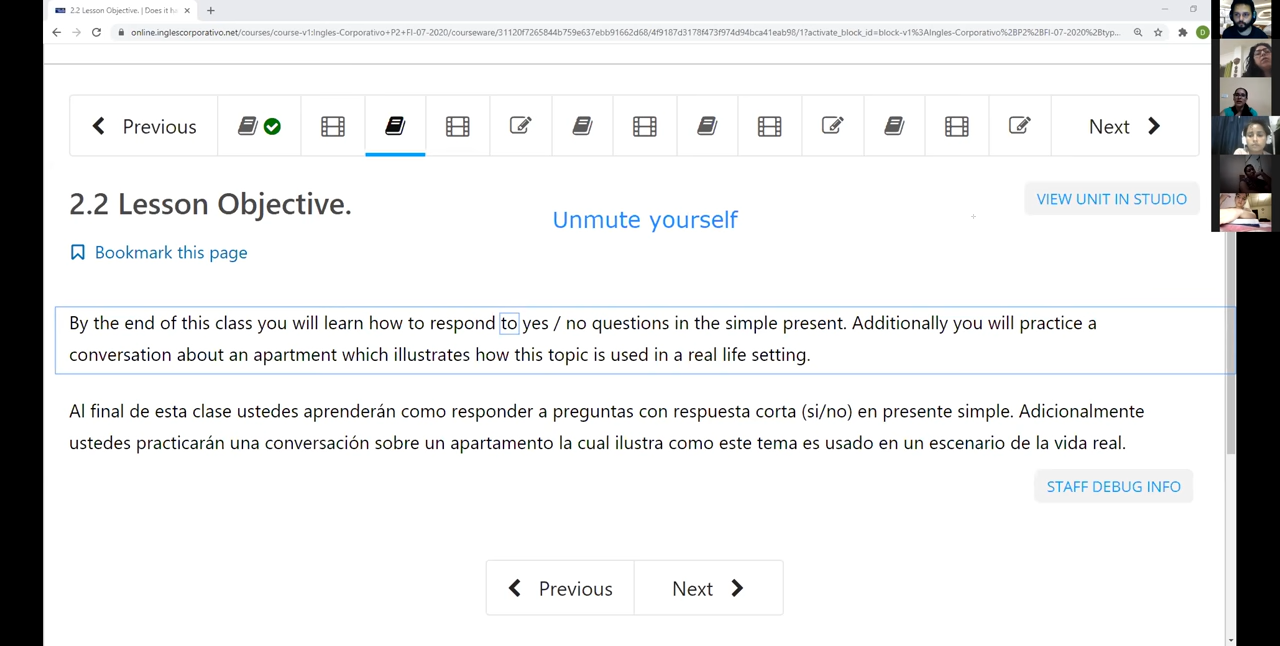 2.2 Lesson Objective. | Does it ha
online.inglescorporativo.net/courses/course-v1:Ingles-Corporativo+P2+FI-07-2020/courseware/31120f7265844b759e637ebb91662d68/4f9187d3178f473f974d94bca41eab98/1?activate_block_id=block-v1%3AIngles-Corporativo%2BP2%2BFI-07-2020%2Btyp...
D
Previous
Next
2.2 Lesson Objective.
VIEW UNIT IN STUDIO
Unmute yourself
Bookmark this page
By the end of this class you will learn how to respond to yes / no questions in the simple present. Additionally you will practice a
conversation about an apartment which illustrates how this topic is used in a real life setting.
Al final de esta clase ustedes aprenderán como responder a preguntas con respuesta corta (si/no) en presente simple. Adicionalmente
ustedes practicarán una conversación sobre un apartamento la cual ilustra como este tema es usado en un escenario de la vida real.
STAFF DEBUG INFO
Previous
Next